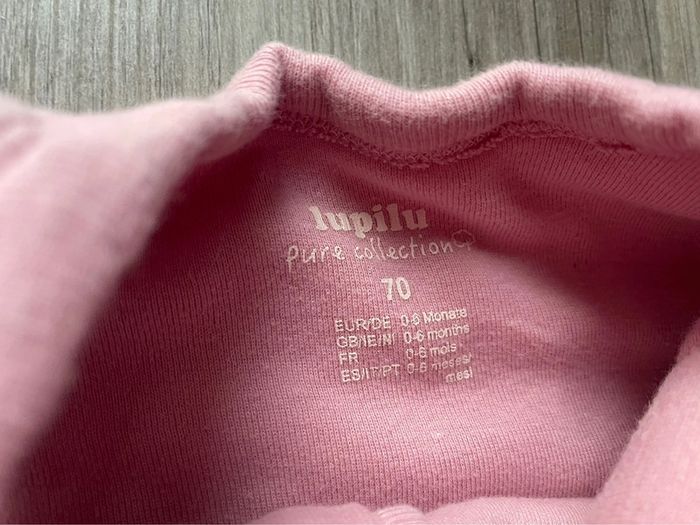 lupilu
pure collection
70
EUR/DE 0-6 Monate
GB/IE/NI 0-6 months
FR 0-6 mois
ES/IT/PT 0-6 meses/
mesi